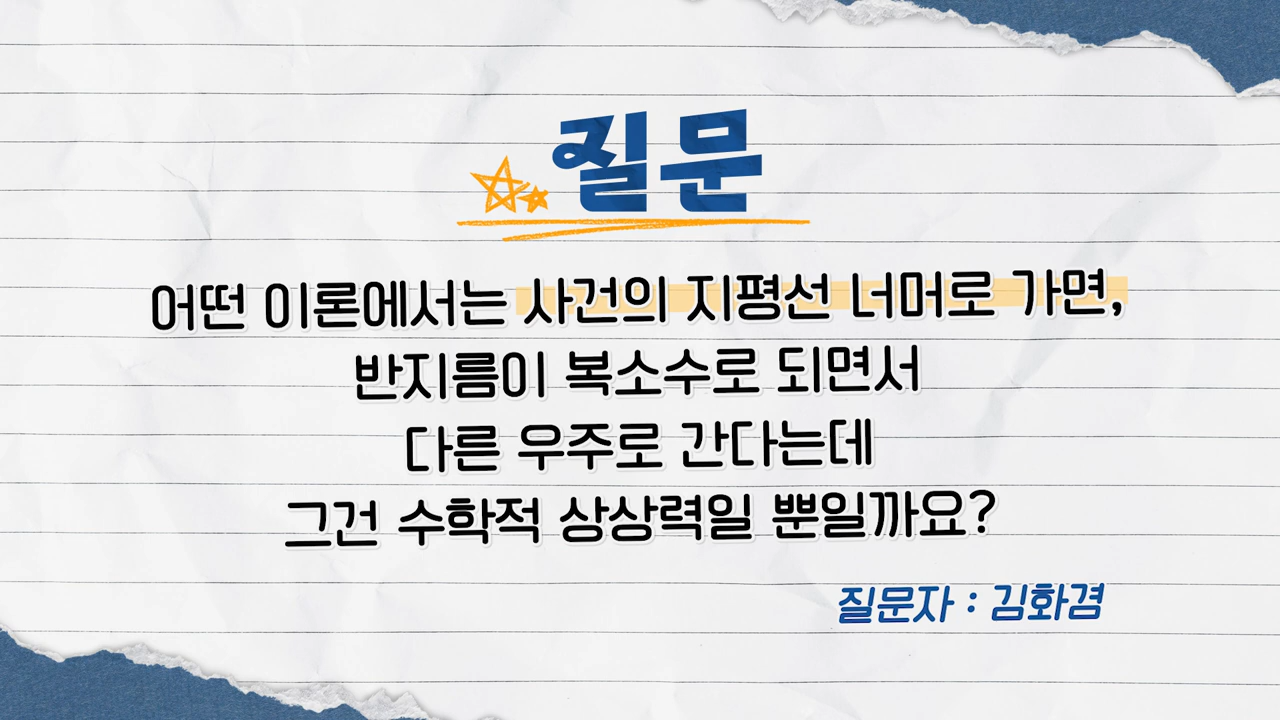 질문
어떤 이론에서는 사건의 지평선 너머로 가면,
반지름이 복소수로 되면서
다른 우주로 간다는데
그건 수학적 상상력일 뿐일까요?
질문자 : 김화겸